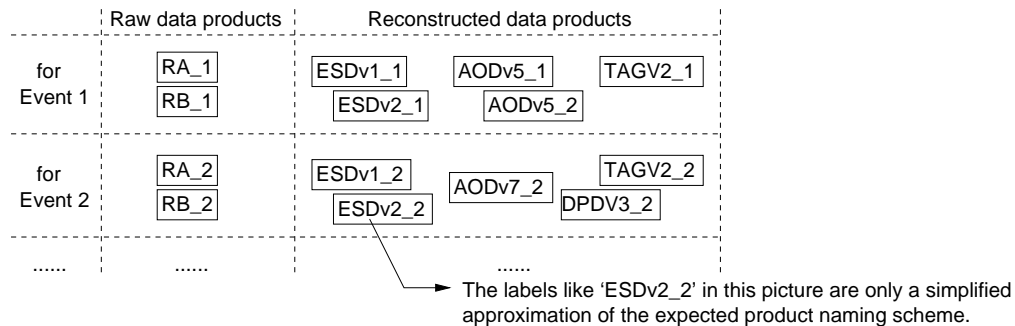 Raw data products Reconstructed data products
for Event 1
RA_1
RB_1
ESDv1_1 AODv5_1 TAGV2_1
ESDv2_1 AODv5_2
for Event 2
RA_2
RB_2
ESDv1_2 AODv7_2 TAGV2_2
ESDv2_2 DPDV3_2
...... ...... ......
The labels like ‘ESDv2_2’ in this picture are only a simplified
approximation of the expected product naming scheme.